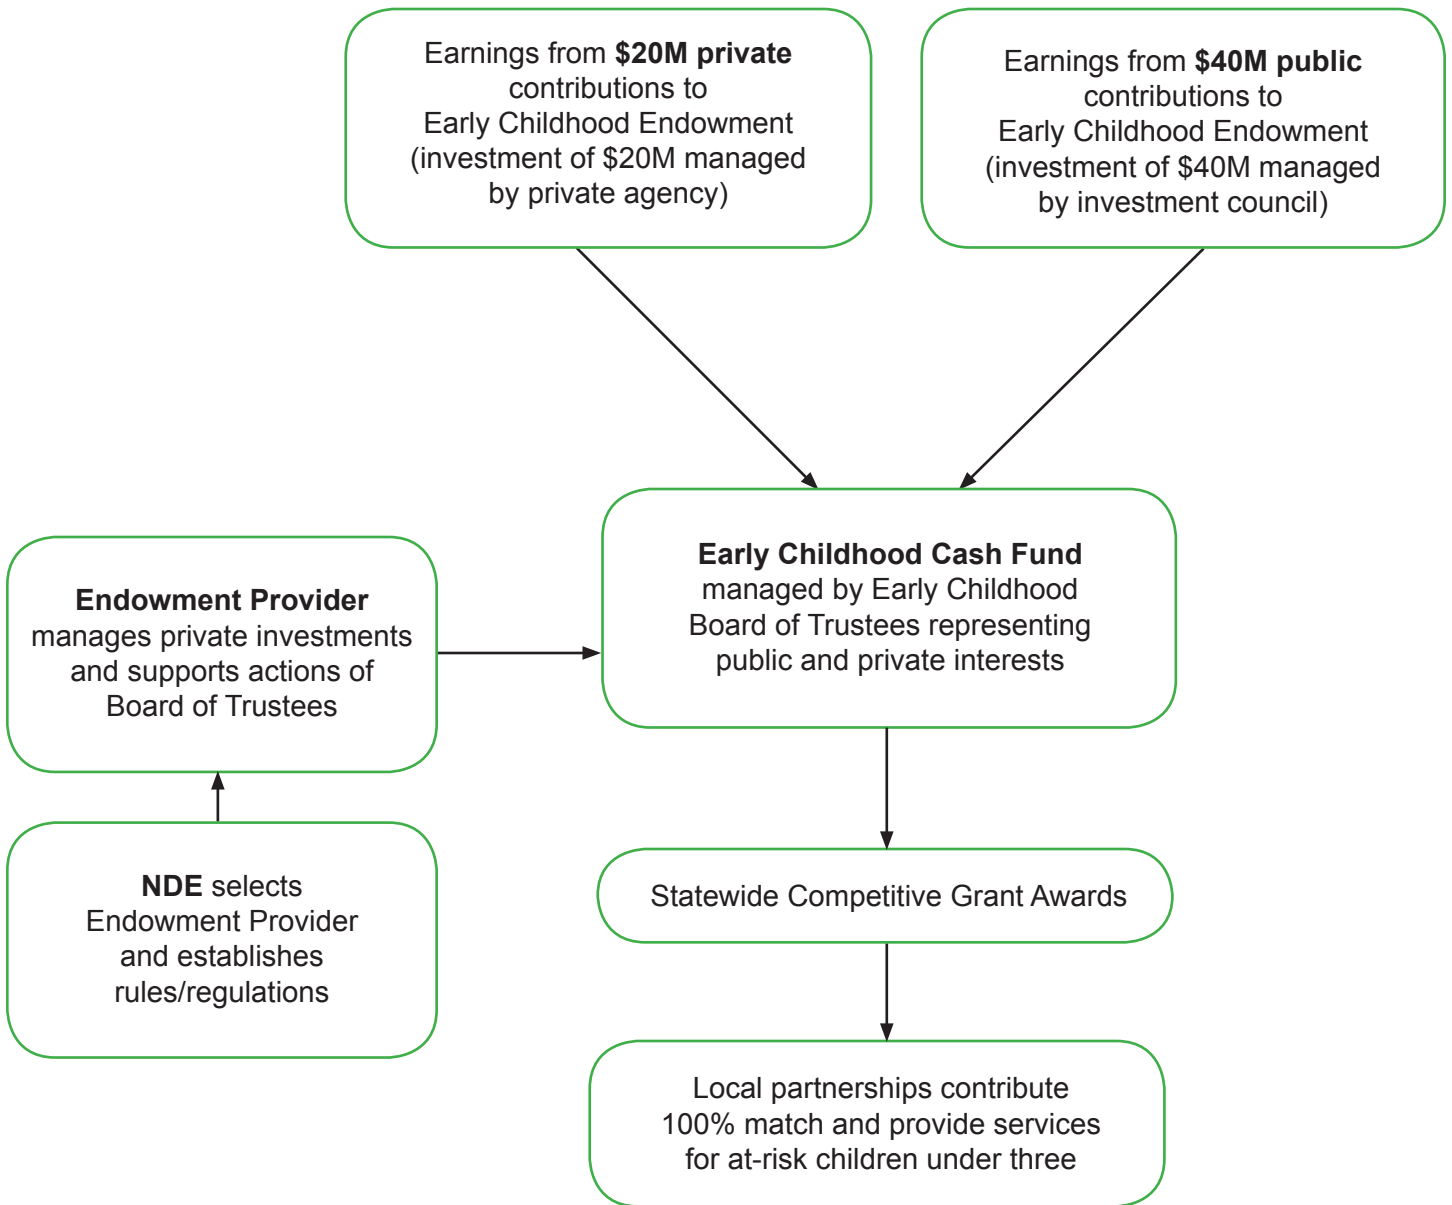 Earnings from $20M private
contributions to
Early Childhood Endowment
(investment of $20M managed
by private agency)
Earnings from $40M public
contributions to
Early Childhood Endowment
(investment of $40M managed
by investment council)
Early Childhood Cash Fund
managed by Early Childhood
Board of Trustees representing
public and private interests
Endowment Provider
manages private investments
and supports actions of
Board of Trustees
NDE selects
Endowment Provider
and establishes
rules/regulations
Statewide Competitive Grant Awards
Local partnerships contribute
100% match and provide services
for at-risk children under three